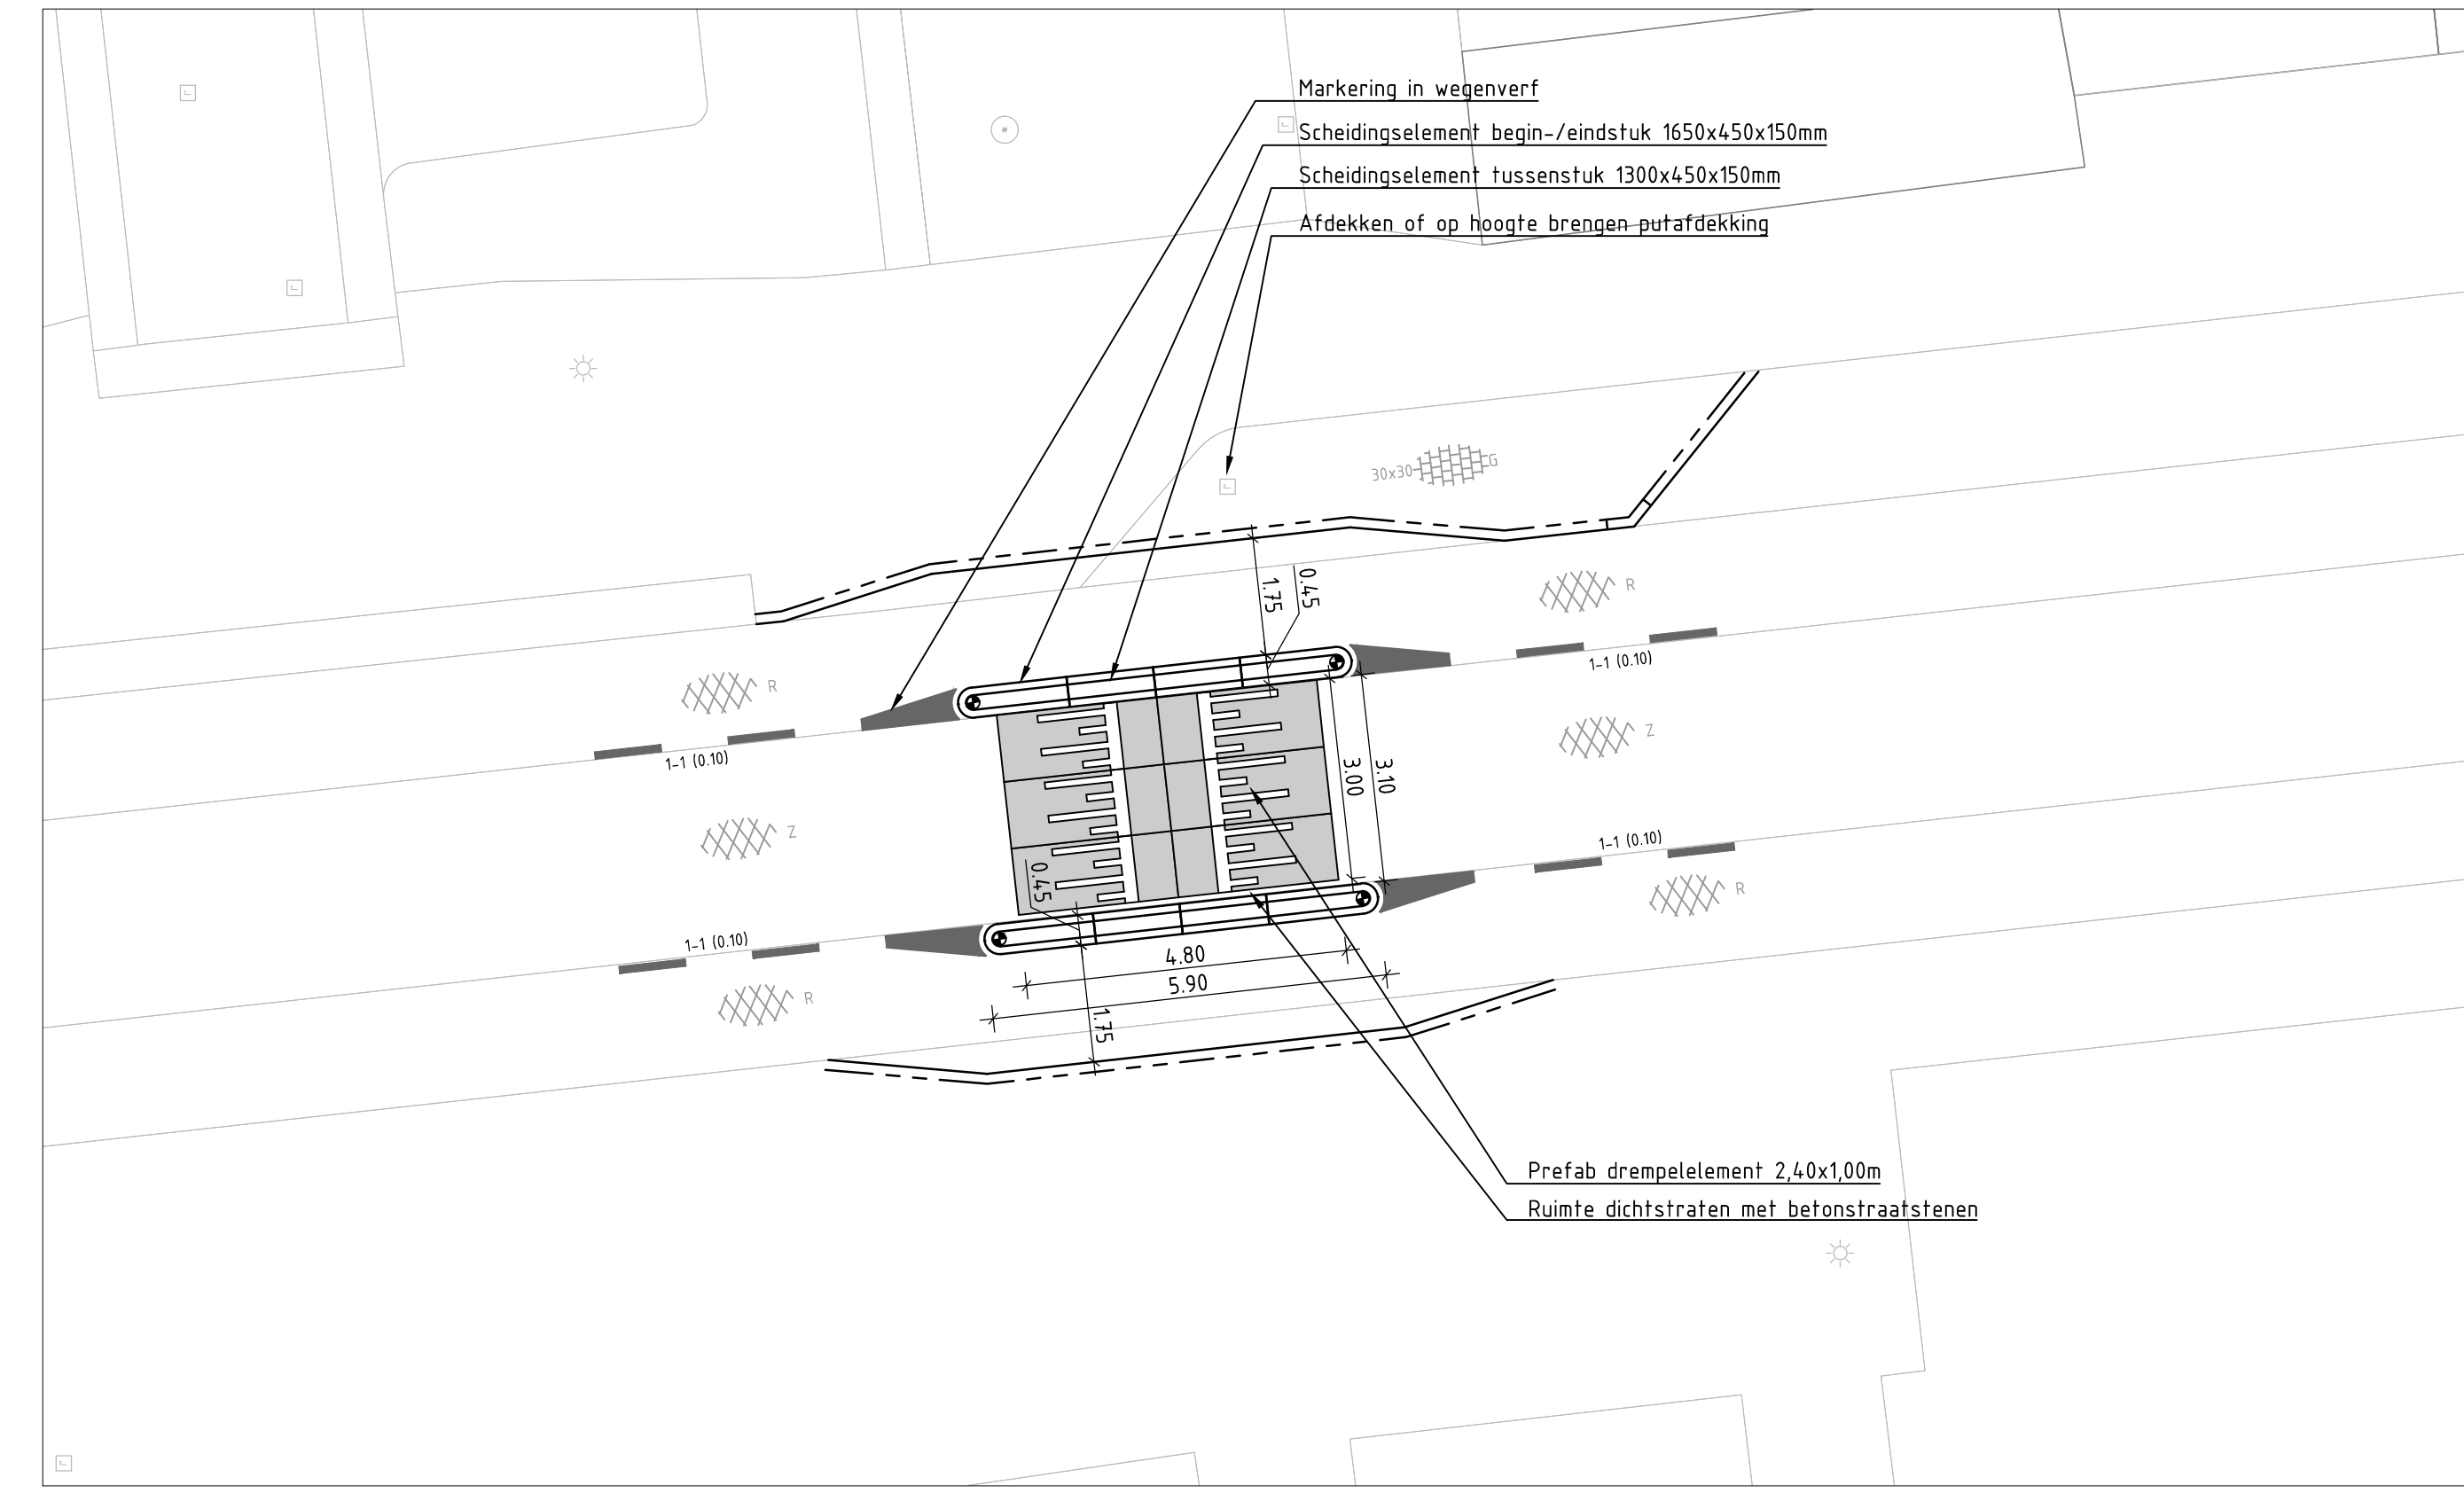 Markering in wegenverf
Scheidingselement begin-/eindstuk 1650x450x150mm
Scheidingselement tussenstuk 1300x450x150mm
Afdekken of op hoogte brengen putafdekking
30x30 G
0.45
1.75
R
1-1 (0.10)
R
Z
1-1 (0.10)
3.00
3.10
Z
1-1 (0.10)
0.45
R
1-1 (0.10)
4.80
5.90
R
1.75
Prefab drempelelement 2,40x1,00m
Ruimte dichtstraten met betonstraatstenen